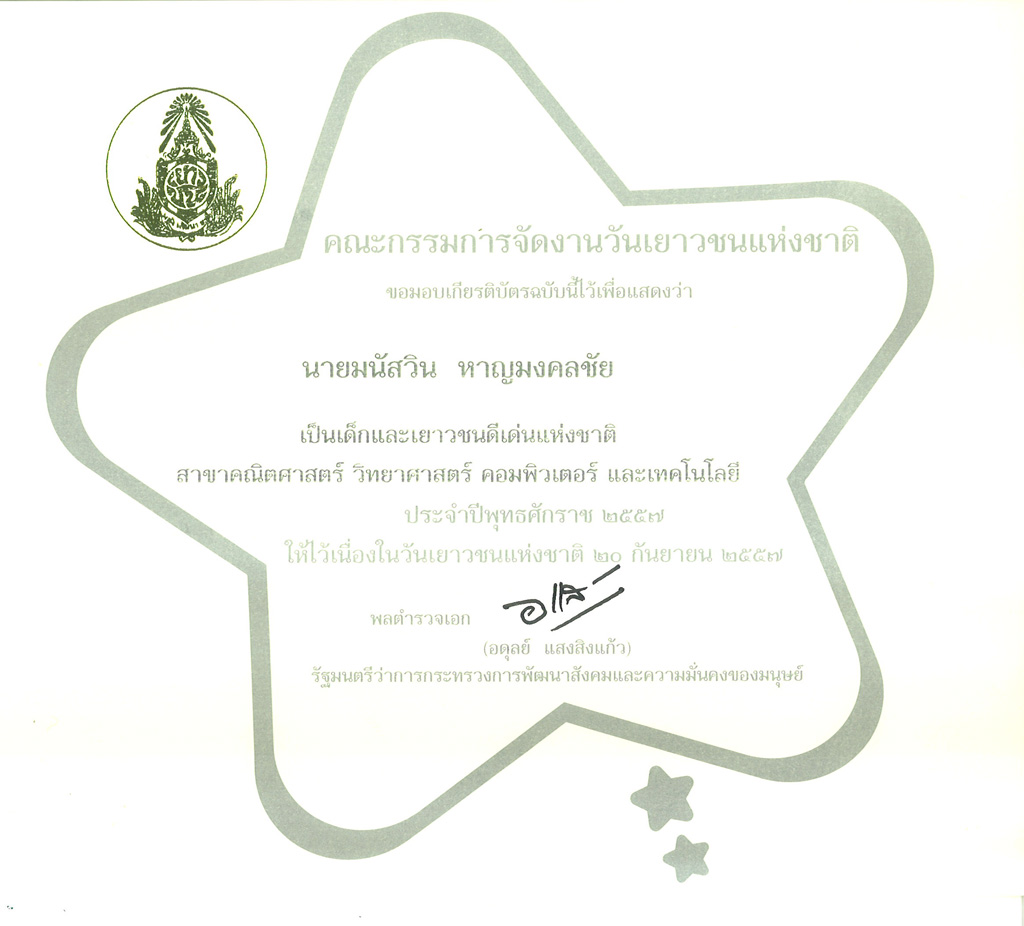 คณะกรรมการจัดงานวันเยาวชนแห่งชาติ
ขอมอบเกียรติบัตรฉบับนี้ไว้เพื่อแสดงว่า
นายมนัสวิน หาญมงคลชัย
เป็นเด็กและเยาวชนดีเด่นแห่งชาติ
สาขาคณิตศาสตร์ วิทยาศาสตร์ คอมพิวเตอร์ และเทคโนโลยี
ประจำปีพุทธศักราช ๒๕๕๗
ให้ไว้เนื่องในวันเยาวชนแห่งชาติ ๒๐ กันยายน ๒๕๕๗
พลตำรวจเอก
(อดุลย์ แสงสิงแก้ว)
รัฐมนตรีว่าการกระทรวงการพัฒนาสังคมและความมั่นคงของมนุษย์